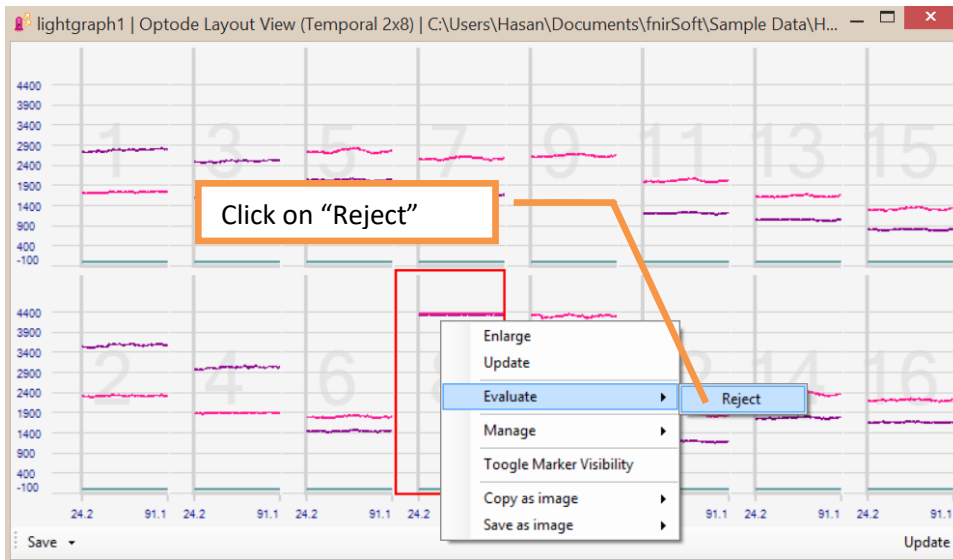 lightgraph1 | Optode Layout View (Temporal 2x8) | C:\Users\Hasan\Documents\fnirSoft\Sample Data\H...
4400
3900
3400
2900
2400
1900
1400
900
400
-100
1 3 5 7 9 11 13 15
Click on “Reject”
4400
3900
3400
2900
2400
1900
1400
900
400
-100
2 4 6 14 16
Enlarge
Update
Evaluate
Reject
Manage
Toogle Marker Visibility
Copy as image
Save as image
24.2 91.1 24.2 91.1 24.2 91.1 24.2 91.1 24.2 91.1 24.2 91.1
Save
Update